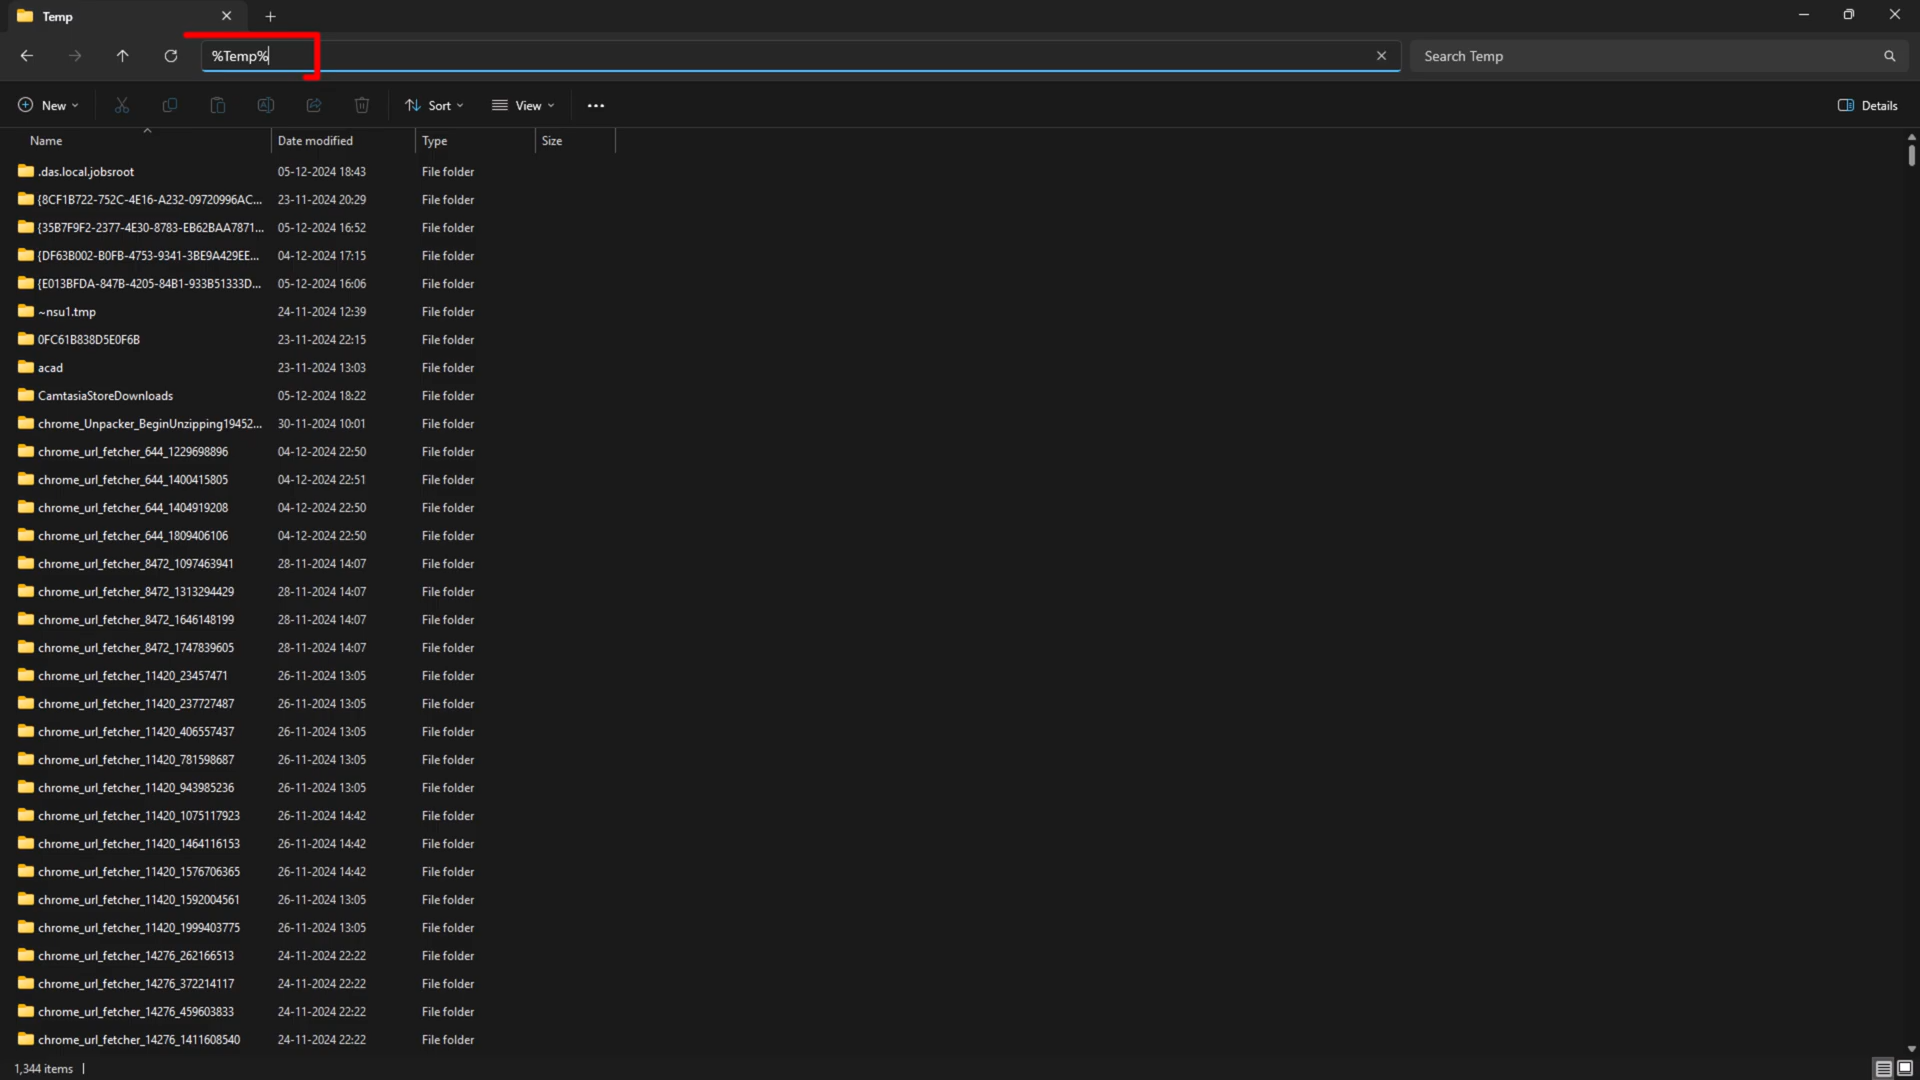 Temp
%Temp%
Search Temp
New
Sort
View
Details
Name Date modified Type Size
.das.local.jobsroot 05-12-2024 18:43 File folder
{8CF1B722-752C-4E16-A232-09720996AC... 23-11-2024 20:29 File folder
{35B7F9F2-2377-4E30-8783-EB62BAA7871... 05-12-2024 16:52 File folder
{DF63B002-B0FB-4753-9341-3BE9A429EE... 04-12-2024 17:15 File folder
{E013BFDA-847B-4205-84B1-933B51333D... 05-12-2024 16:06 File folder
~nsu1.tmp 24-11-2024 12:39 File folder
0FC61B838D5E0F6B 23-11-2024 22:15 File folder
acad 23-11-2024 13:03 File folder
CamtasiaStoreDownloads 05-12-2024 18:22 File folder
chrome_Unpacker_BeginUnzipping19452... 30-11-2024 10:01 File folder
chrome_url_fetcher_644_1229698896 04-12-2024 22:50 File folder
chrome_url_fetcher_644_1400415805 04-12-2024 22:51 File folder
chrome_url_fetcher_644_1404919208 04-12-2024 22:50 File folder
chrome_url_fetcher_644_1809406106 04-12-2024 22:50 File folder
chrome_url_fetcher_8472_1097463941 28-11-2024 14:07 File folder
chrome_url_fetcher_8472_1313294429 28-11-2024 14:07 File folder
chrome_url_fetcher_8472_1646148199 28-11-2024 14:07 File folder
chrome_url_fetcher_8472_1747839605 28-11-2024 14:07 File folder
chrome_url_fetcher_11420_23457471 26-11-2024 13:05 File folder
chrome_url_fetcher_11420_237727487 26-11-2024 13:05 File folder
chrome_url_fetcher_11420_406557437 26-11-2024 13:05 File folder
chrome_url_fetcher_11420_781598687 26-11-2024 13:05 File folder
chrome_url_fetcher_11420_943985236 26-11-2024 13:05 File folder
chrome_url_fetcher_11420_1075117923 26-11-2024 14:42 File folder
chrome_url_fetcher_11420_1464116153 26-11-2024 14:42 File folder
chrome_url_fetcher_11420_1576706365 26-11-2024 14:42 File folder
chrome_url_fetcher_11420_1592004561 26-11-2024 13:05 File folder
chrome_url_fetcher_11420_1999403775 26-11-2024 13:05 File folder
chrome_url_fetcher_14276_262166513 24-11-2024 22:22 File folder
chrome_url_fetcher_14276_372214117 24-11-2024 22:22 File folder
chrome_url_fetcher_14276_459603833 24-11-2024 22:22 File folder
chrome_url_fetcher_14276_1411608540 24-11-2024 22:22 File folder
1,344 items